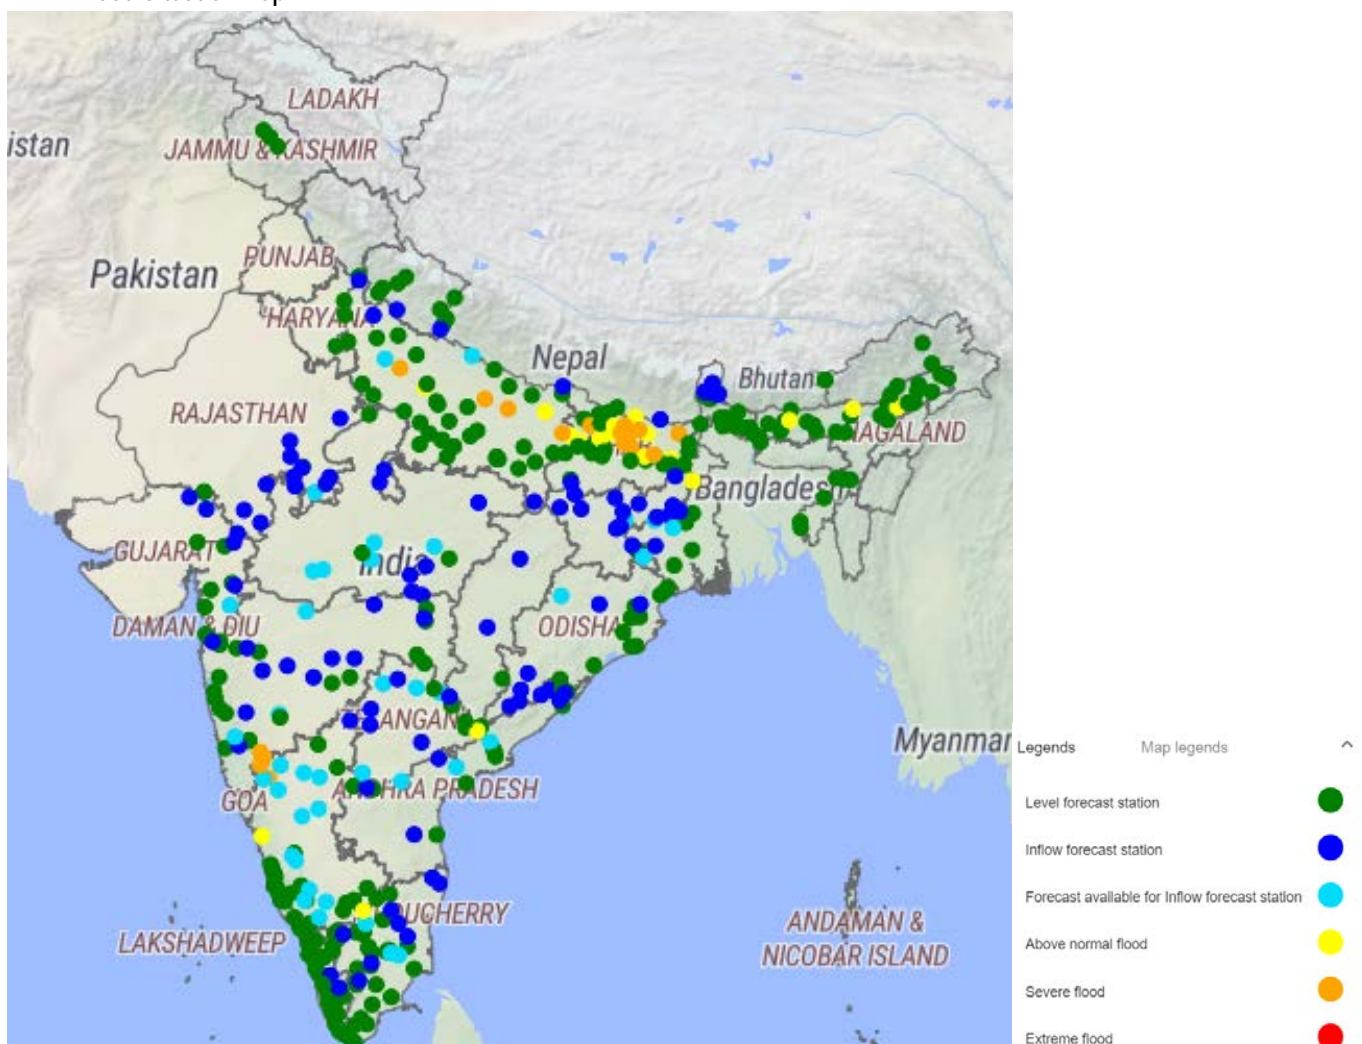 LADAKH
istan
JAMMU & KASHMIR
PUNJAB
Pakistan
HARYANA
Nepal
Bhutan
RAJASTHAN
NAGALAND
Bangladesh
GUJARAT
India
DAMAN & DIU
ODISHA
TELANGANA
Myanmar
ANDHRA PRADESH
GOA
PUDUCHERRY
LAKSHADWEEP
ANDAMAN &
NICOBAR ISLAND
Legends Map legends
Level forecast station
Inflow forecast station
Forecast available for Inflow forecast station
Above normal flood
Severe flood
Extreme flood